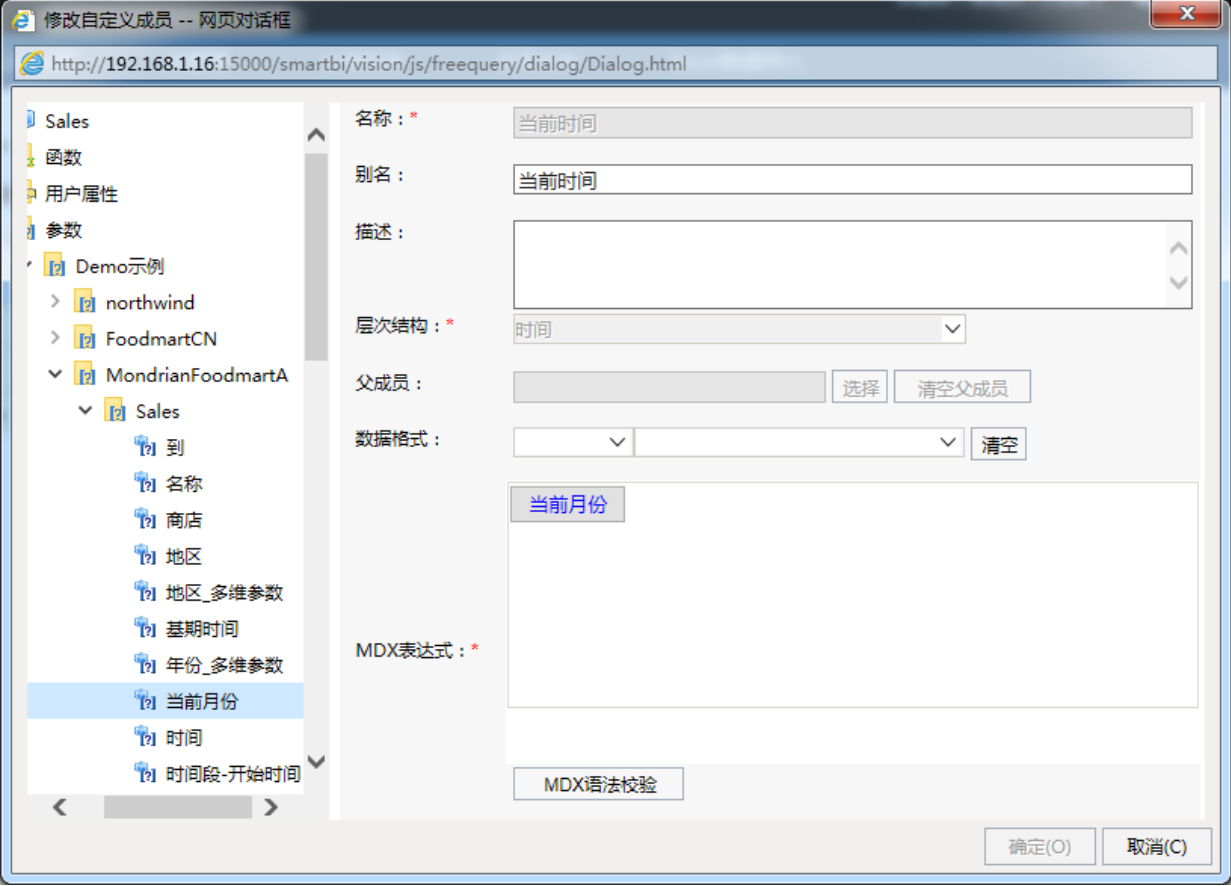 修改自定义成员 -- 网页对话框
http://192.168.1.16:15000/smartbi/vision/js/freequery/dialog/Dialog.html
Sales
函数
用户属性
参数
Demo示例
northwind
FoodmartCN
MondrianFoodmartA
Sales
到
名称
商店
地区
地区_多维参数
基期时间
年份_多维参数
当前月份
时间
时间段-开始时间
名称：* 当前时间
别名： 当前时间
描述：
层次结构：* 时间
父成员： 选择 清空父成员
数据格式： 清空
当前月份
MDX表达式：*
MDX语法校验
确定(O) 取消(C)